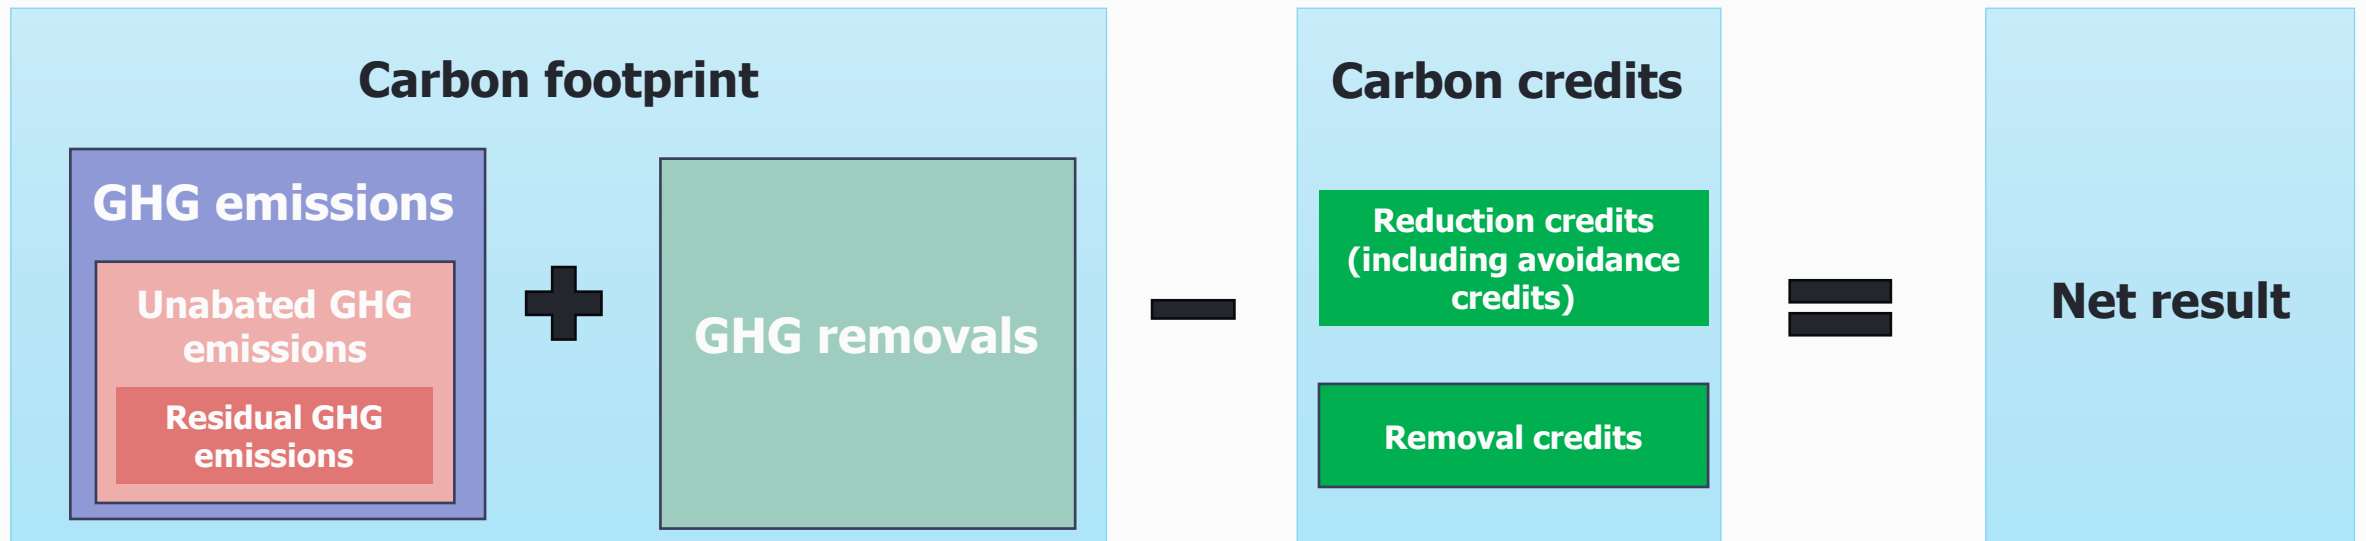 Carbon footprint
GHG emissions
Unabated GHG
emissions
Residual GHG
emissions
GHG removals
Carbon credits
Reduction credits
(including avoidance
credits)
Removal credits
Net result